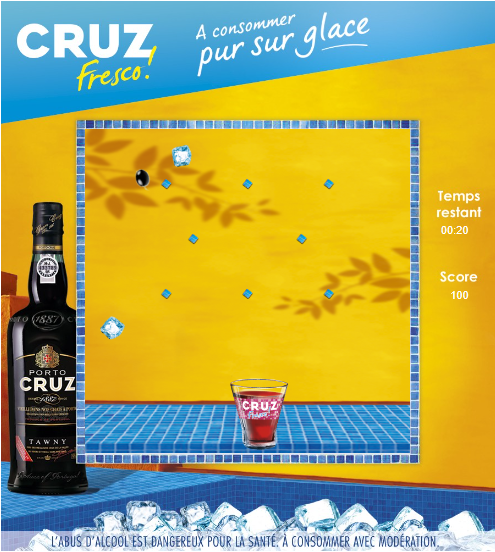 CRUZ
fresco!
A consommer
pur sur glace
Temps
restant
00:20
Score
100
1887
PORTO
CRUZ
TAWNY
CRUZ
L'ABUS D'ALCOOL EST DANGEREUX POUR LA SANTÉ. À CONSOMMER AVEC MODÉRATION.